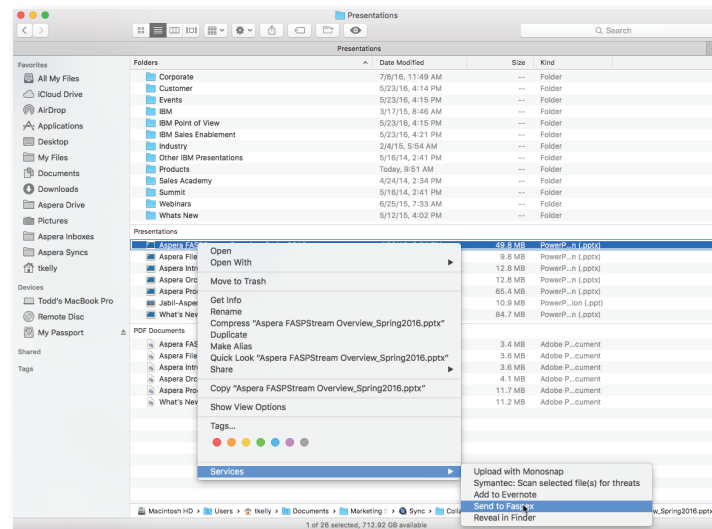 Presentations
Q Search
Presentations
Favorites
All My Files
iCloud Drive
AirDrop
Applications
Desktop
My Files
Documents
Downloads
Aspera Drive
Pictures
Aspera Inboxes
Aspera Syncs
tkelly
Devices
Todd's MacBook Pro
Remote Disc
My Passport
Shared
Tags
Folders Date Modified Size Kind
Corporate 7/8/16, 11:49 AM -- Folder
Customer 5/23/16, 4:14 PM -- Folder
Events 5/23/16, 4:15 PM -- Folder
IBM 3/17/15, 8:46 AM -- Folder
IBM Point of View 5/23/16, 4:15 PM -- Folder
IBM Sales Enablement 5/23/16, 4:21 PM -- Folder
Industry 2/4/15, 5:54 AM -- Folder
Other IBM Presentations 5/16/14, 2:41 PM -- Folder
Products Today, 9:51 AM -- Folder
Sales Academy 4/24/14, 2:34 PM -- Folder
Summit 5/16/14, 2:41 PM -- Folder
Webinars 6/25/15, 7:33 AM -- Folder
Whats New 5/12/15, 4:02 PM -- Folder
Presentations
Aspera FASP 49.8 MB PowerP...n (.pptx)
Aspera File 9.8 MB PowerP...n (.pptx)
Aspera Intr 12.8 MB PowerP...n (.pptx)
Aspera Orc 12.8 MB PowerP...n (.pptx)
Aspera Pro 65.4 MB PowerP...n (.pptx)
Jabil-Aspe 10.9 MB PowerP...ion (.ppt)
What's New 84.7 MB PowerP...n (.pptx)
PDF Documents
Aspera FAS 3.4 MB Adobe P...cument
Aspera File 3.6 MB Adobe P...cument
Aspera Intr 3.6 MB Adobe P...cument
Aspera Orc 4.1 MB Adobe P...cument
Aspera Pro 11.7 MB Adobe P...cument
What's New 11.2 MB Adobe P...cument
Open
Open With
Move to Trash
Get Info
Rename
Compress "Aspera FASPStream Overview_Spring2016.pptx"
Duplicate
Make Alias
Quick Look "Aspera FASPStream Overview_Spring2016.pptx"
Share
Copy "Aspera FASPStream Overview_Spring2016.pptx"
Show View Options
Tags...
Services
Upload with Monosnap
Symantec: Scan selected file(s) for threats
Add to Evernote
Send to Faspex
Reveal in Finder
Macintosh HD Users tkelly Documents Marketing Sync Colla w_Spring2016.pptx
1 of 26 selected, 712.92 GB available